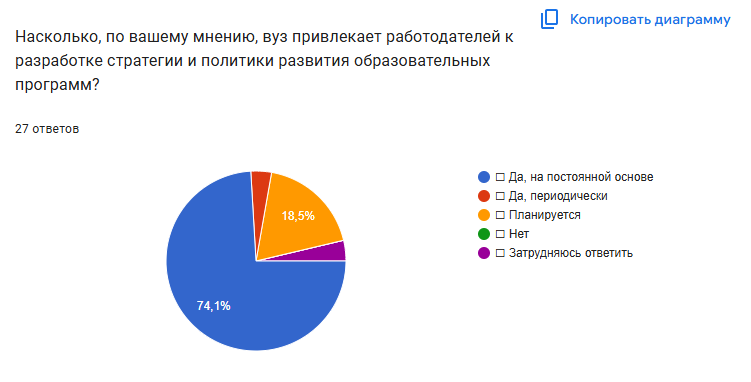 Копировать диаграмму
Насколько, по вашему мнению, вуз привлекает работодателей к
разработке стратегии и политики развития образовательных
программ?
27 ответов
☐ Да, на постоянной основе
☐ Да, периодически
☐ Планируется
☐ Нет
☐ Затрудняюсь ответить
18,5%
74,1%